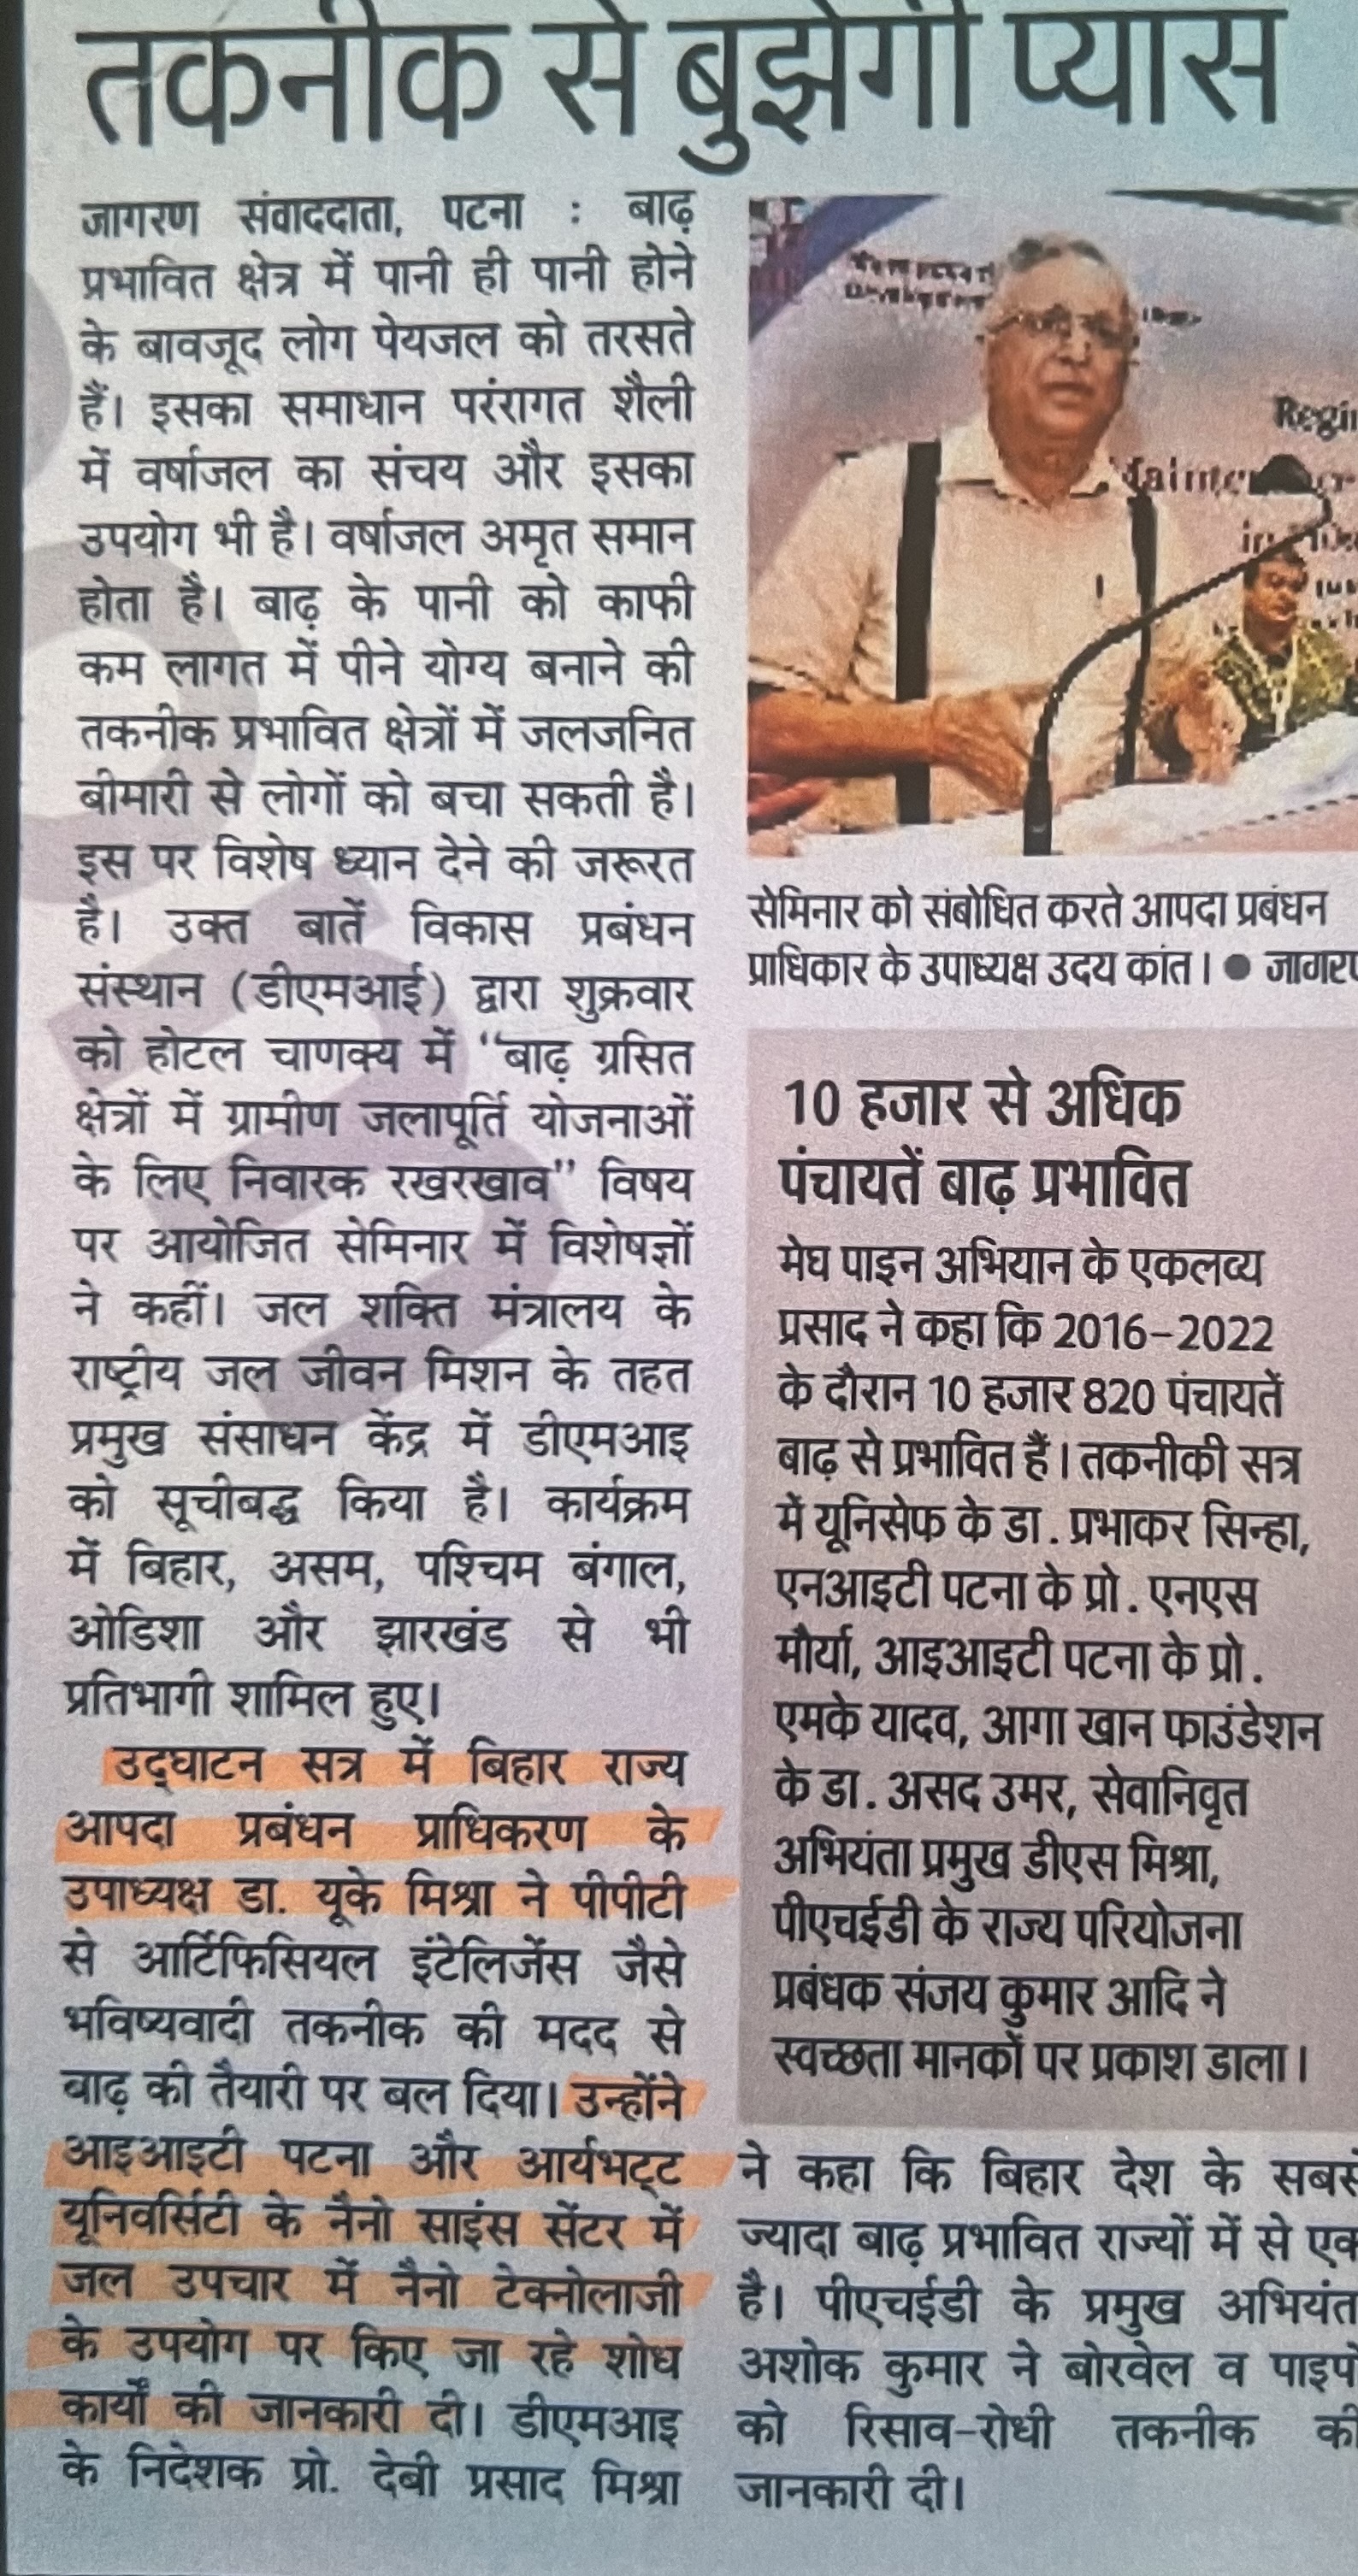 तकनीक से बुझेगी प्यास
जागरण संवाददाता, पटना : बाढ़
प्रभावित क्षेत्र में पानी ही पानी होने
के बावजूद लोग पेयजल को तरसते
हैं। इसका समाधान परंरागत शैली
में वर्षाजल का संचय और इसका
उपयोग भी है। वर्षाजल अमृत समान
होता है। बाढ़ के पानी को काफी
कम लागत में पीने योग्य बनाने की
तकनीक प्रभावित क्षेत्रों में जलजनित
बीमारी से लोगों को बचा सकती है।
इस पर विशेष ध्यान देने की जरूरत
है। उक्त बातें विकास प्रबंधन
संस्थान (डीएमआई) द्वारा शुक्रवार
को होटल चाणक्य में “बाढ़ ग्रसित
क्षेत्रों में ग्रामीण जलापूर्ति योजनाओं
के लिए निवारक रखरखाव” विषय
पर आयोजित सेमिनार में विशेषज्ञों
ने कहीं। जल शक्ति मंत्रालय के
राष्ट्रीय जल जीवन मिशन के तहत
प्रमुख संसाधन केंद्र में डीएमआइ
को सूचीबद्ध किया है। कार्यक्रम
में बिहार, असम, पश्चिम बंगाल,
ओडिशा और झारखंड से भी
प्रतिभागी शामिल हुए।
उद्घाटन सत्र में बिहार राज्य
आपदा प्रबंधन प्राधिकरण के
उपाध्यक्ष डा. यूके मिश्रा ने पीपीटी
से आर्टिफिसियल इंटेलिजेंस जैसे
भविष्यवादी तकनीक की मदद से
बाढ़ की तैयारी पर बल दिया। उन्होंने
आइआइटी पटना और आर्यभट्ट
यूनिवर्सिटी के नैनो साइंस सेंटर में
जल उपचार में नैनो टेक्नोलाजी
के उपयोग पर किए जा रहे शोध
कार्यों की जानकारी दी। डीएमआइ
के निदेशक प्रो. देबी प्रसाद मिश्रा
Regi
सेमिनार को संबोधित करते आपदा प्रबंधन
प्राधिकार के उपाध्यक्ष उदय कांत। ● जागरण
10 हजार से अधिक
पंचायतें बाढ़ प्रभावित
मेघ पाइन अभियान के एकलव्य
प्रसाद ने कहा कि 2016-2022
के दौरान 10 हजार 820 पंचायतें
बाढ़ से प्रभावित हैं। तकनीकी सत्र
में यूनिसेफ के डा. प्रभाकर सिन्हा,
एनआइटी पटना के प्रो. एनएस
मौर्या, आइआइटी पटना के प्रो.
एमके यादव, आगा खान फाउंडेशन
के डा. असद उमर, सेवानिवृत
अभियंता प्रमुख डीएस मिश्रा,
पीएचईडी के राज्य परियोजना
प्रबंधक संजय कुमार आदि ने
स्वच्छता मानकों पर प्रकाश डाला।
ने कहा कि बिहार देश के सबसे
ज्यादा बाढ़ प्रभावित राज्यों में से एक
है। पीएचईडी के प्रमुख अभियंत
अशोक कुमार ने बोरवेल व पाइपों
को रिसाव-रोधी तकनीक की
जानकारी दी।